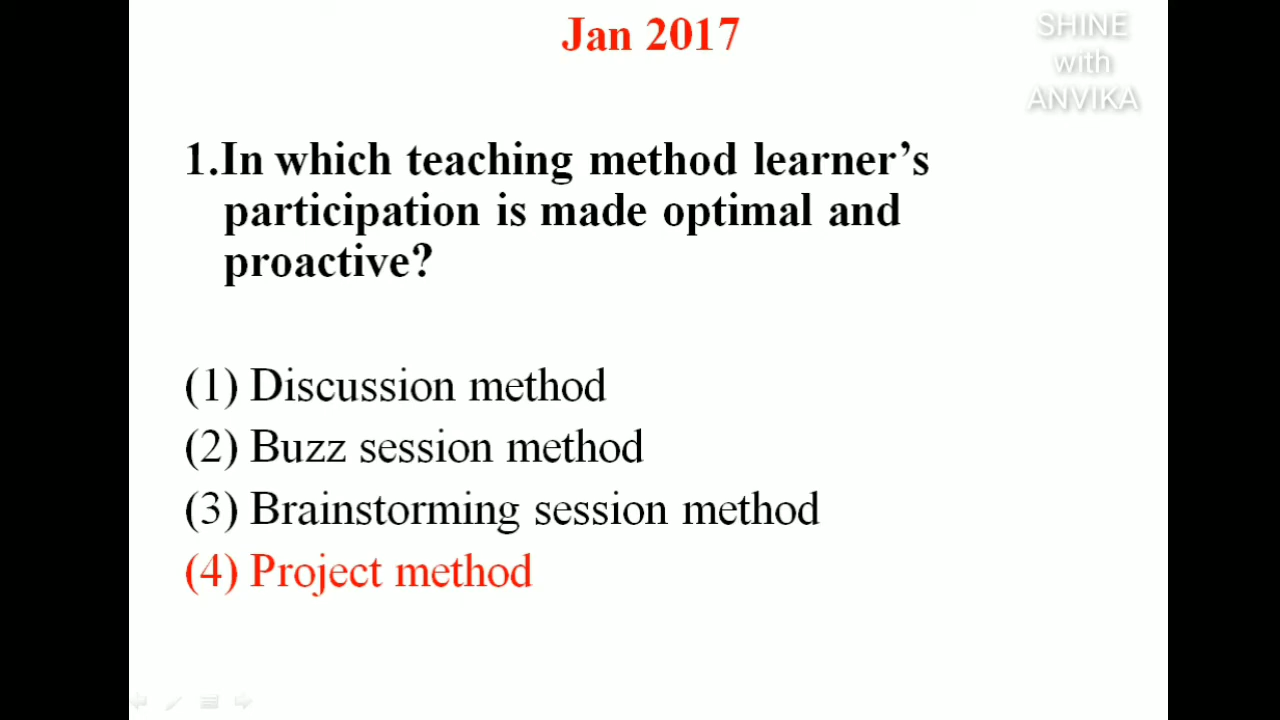 Jan 2017
SHINE
with
ANVIKA
1.In which teaching method learner's
participation is made optimal and
proactive?
(1) Discussion method
(2) Buzz session method
(3) Brainstorming session method
(4) Project method